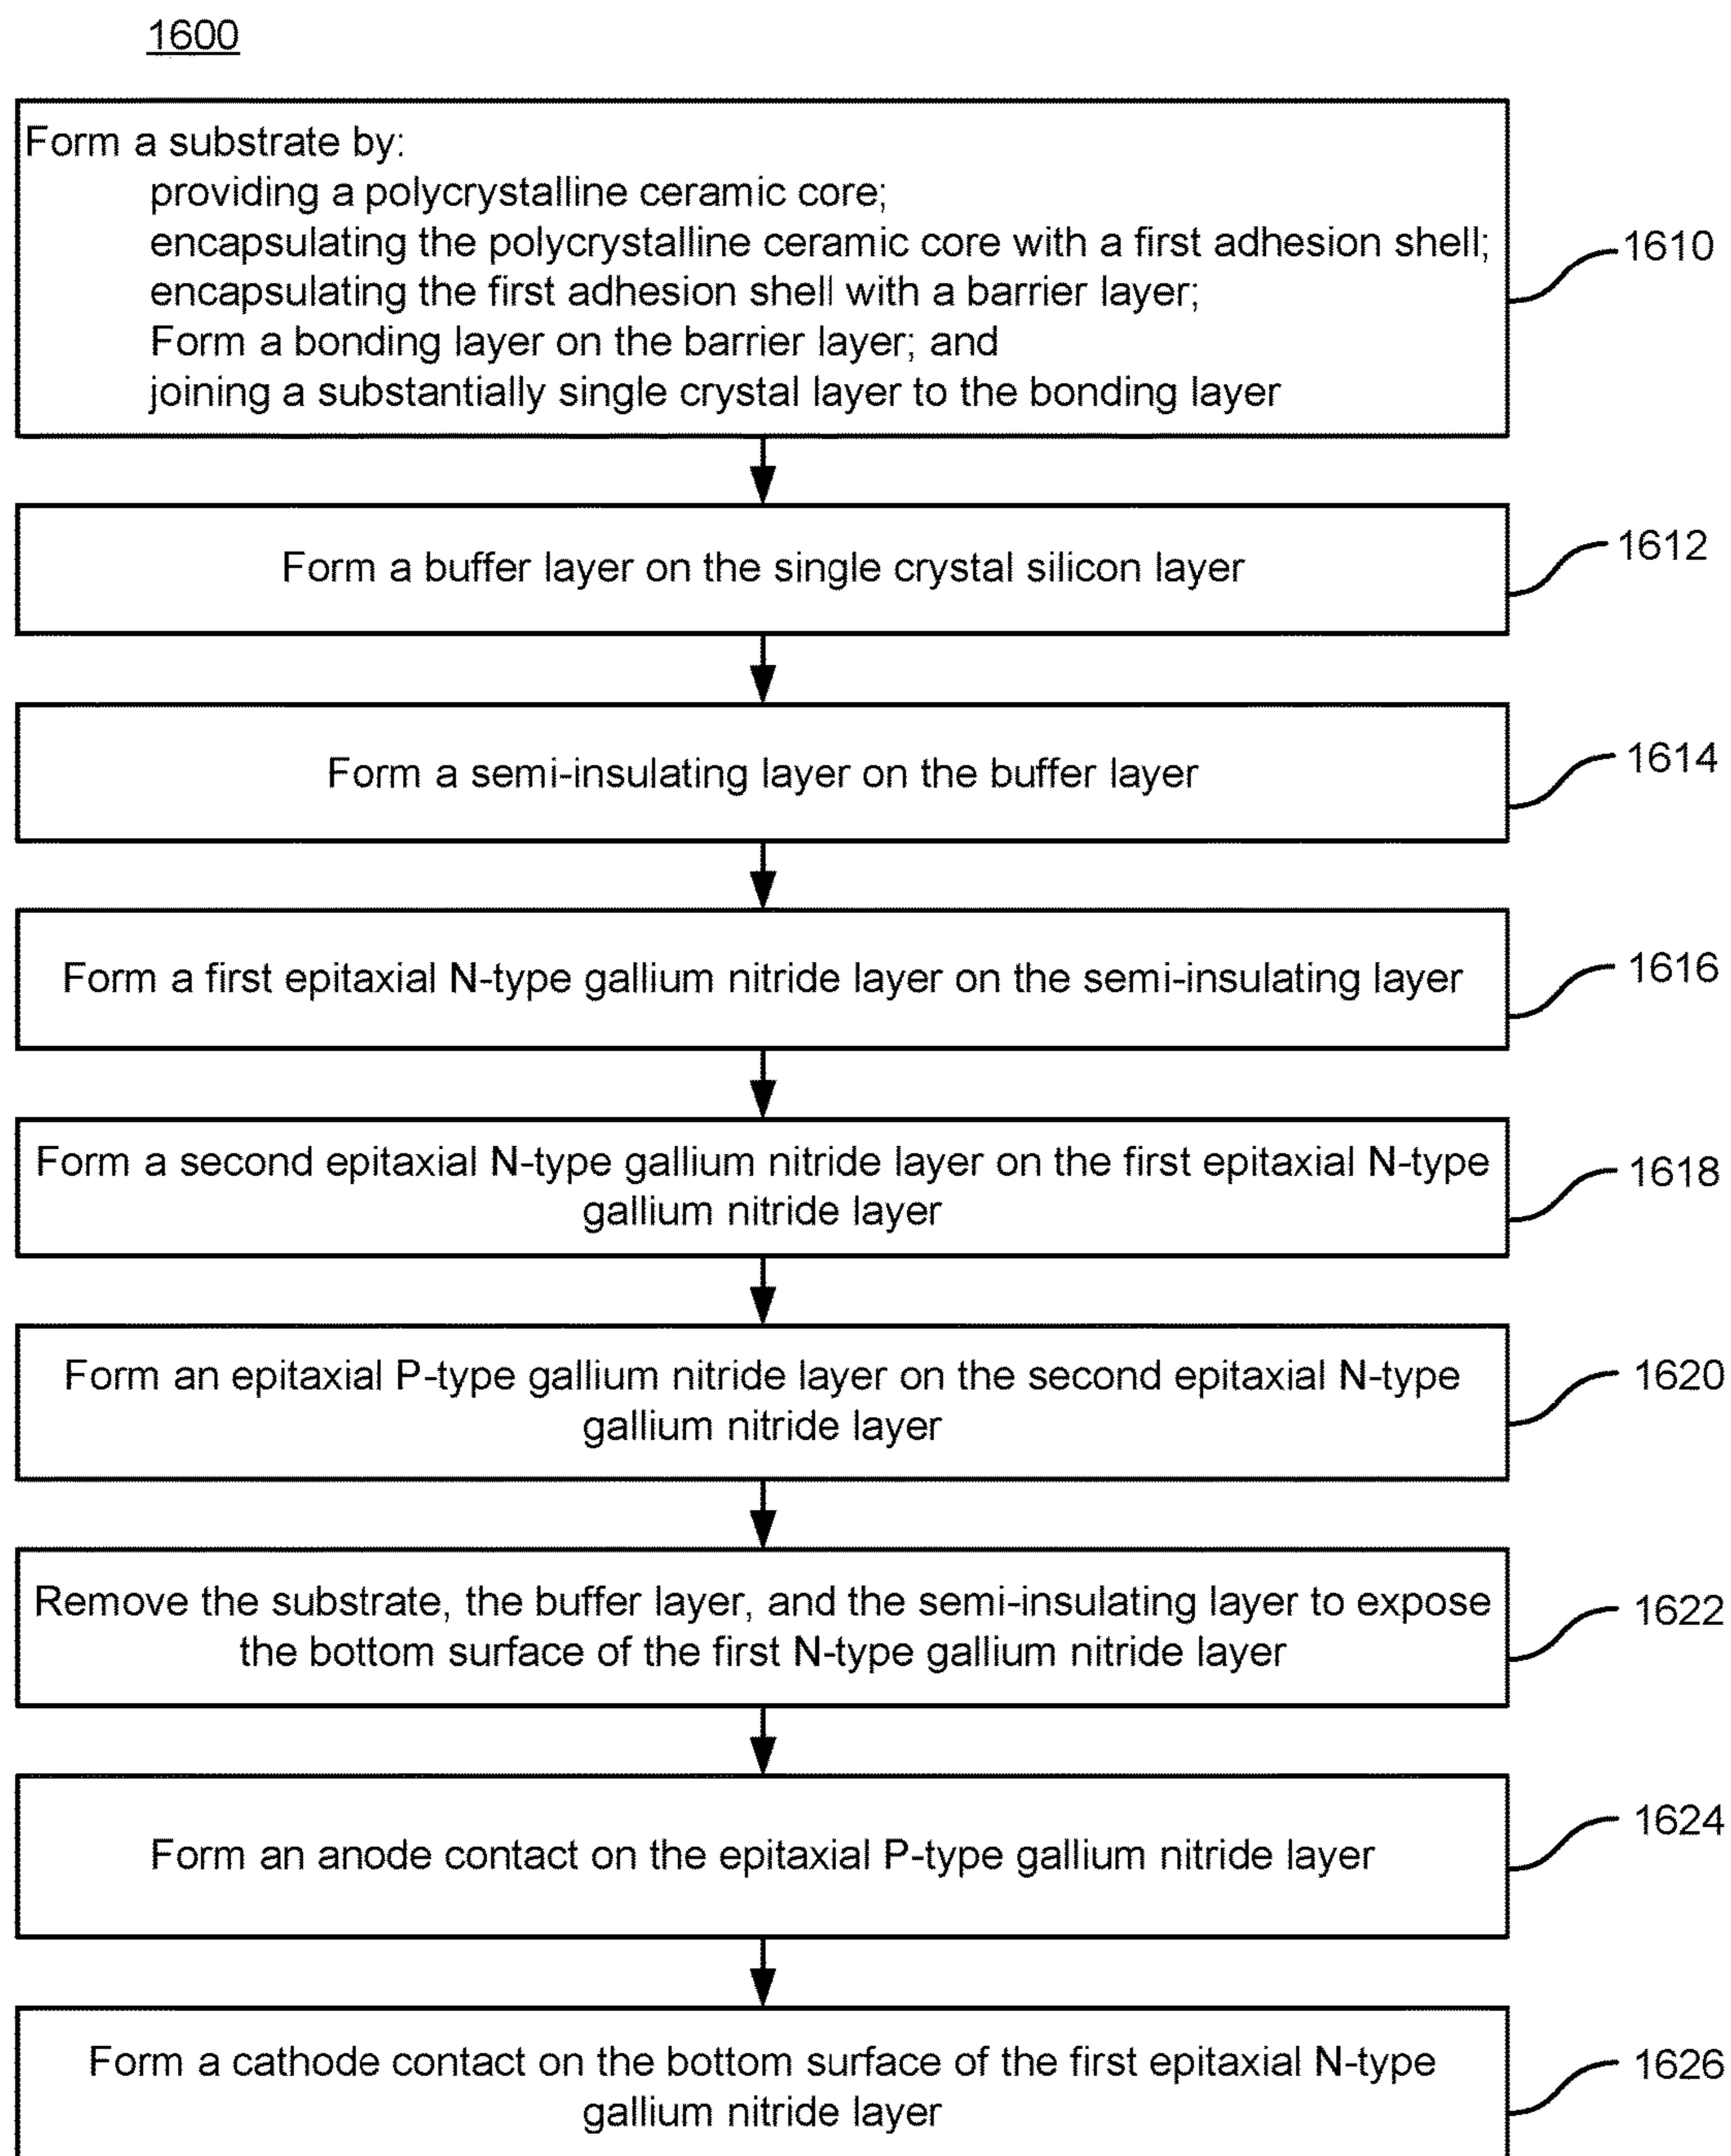 1600
Form a substrate by:
providing a polycrystalline ceramic core;
encapsulating the polycrystalline ceramic core with a first adhesion shell;
encapsulating the first adhesion shell with a barrier layer;
Form a bonding layer on the barrier layer; and
joining a substantially single crystal layer to the bonding layer
1610
Form a buffer layer on the single crystal silicon layer
1612
Form a semi-insulating layer on the buffer layer
1614
Form a first epitaxial N-type gallium nitride layer on the semi-insulating layer
1616
Form a second epitaxial N-type gallium nitride layer on the first epitaxial N-type
gallium nitride layer
1618
Form an epitaxial P-type gallium nitride layer on the second epitaxial N-type
gallium nitride layer
1620
Remove the substrate, the buffer layer, and the semi-insulating layer to expose
the bottom surface of the first N-type gallium nitride layer
1622
Form an anode contact on the epitaxial P-type gallium nitride layer
1624
Form a cathode contact on the bottom surface of the first epitaxial N-type
gallium nitride layer
1626